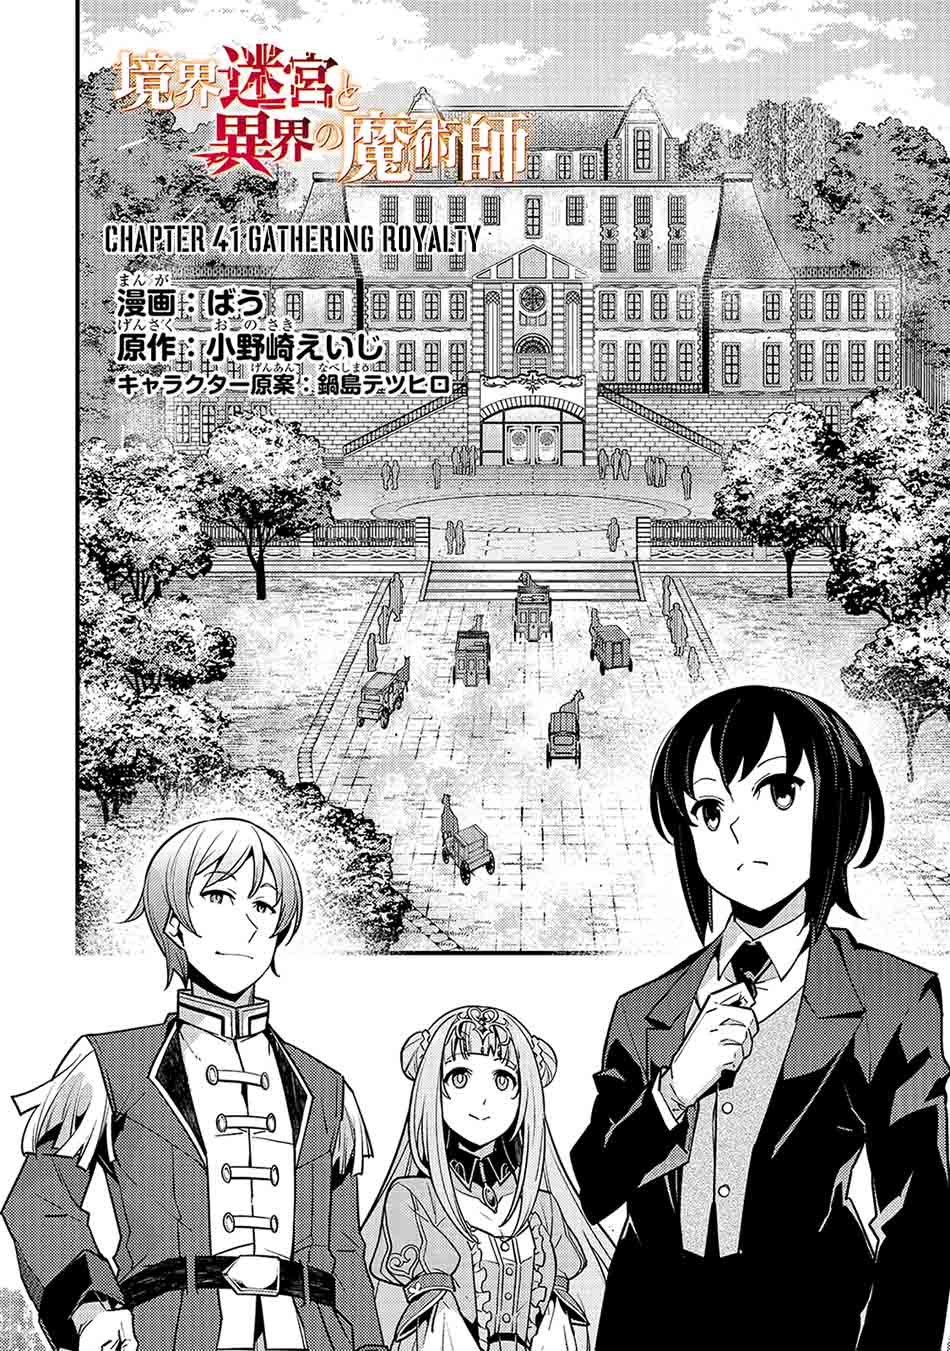 境界迷宮と
異界の魔術師
CHAPTER 41 GATHERING ROYALTY
まんが
漫画：ばう
げんさく おのさき
原作：小野崎えいじ
げんあん なべしま
キャラクター原案：鍋島テツヒロ